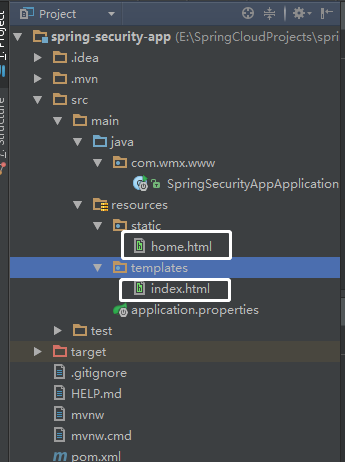 Project
spring-security-app (E:\SpringCloudProjects\spri
.idea
.mvn
src
main
java
com.wmx.www
SpringSecurityAppApplication
resources
static
home.html
templates
index.html
application.properties
test
target
.gitignore
HELP.md
mvnw
mvnw.cmd
pom.xml
1: Project
7: Structure